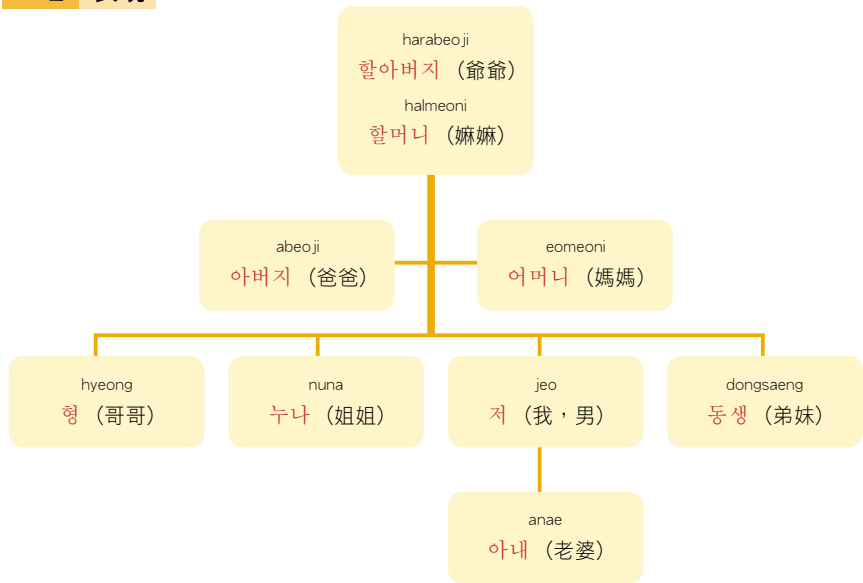 harabeoji
할아버지 (爺爺)
halmeoni
할머니 (嫲嫲)
abeoji
아버지 (爸爸)
eomeoni
어머니 (媽媽)
hyeong
형 (哥哥)
nuna
누나 (姐姐)
jeo
저 (我，男)
dongsaeng
동생 (弟妹)
anae
아내 (老婆)